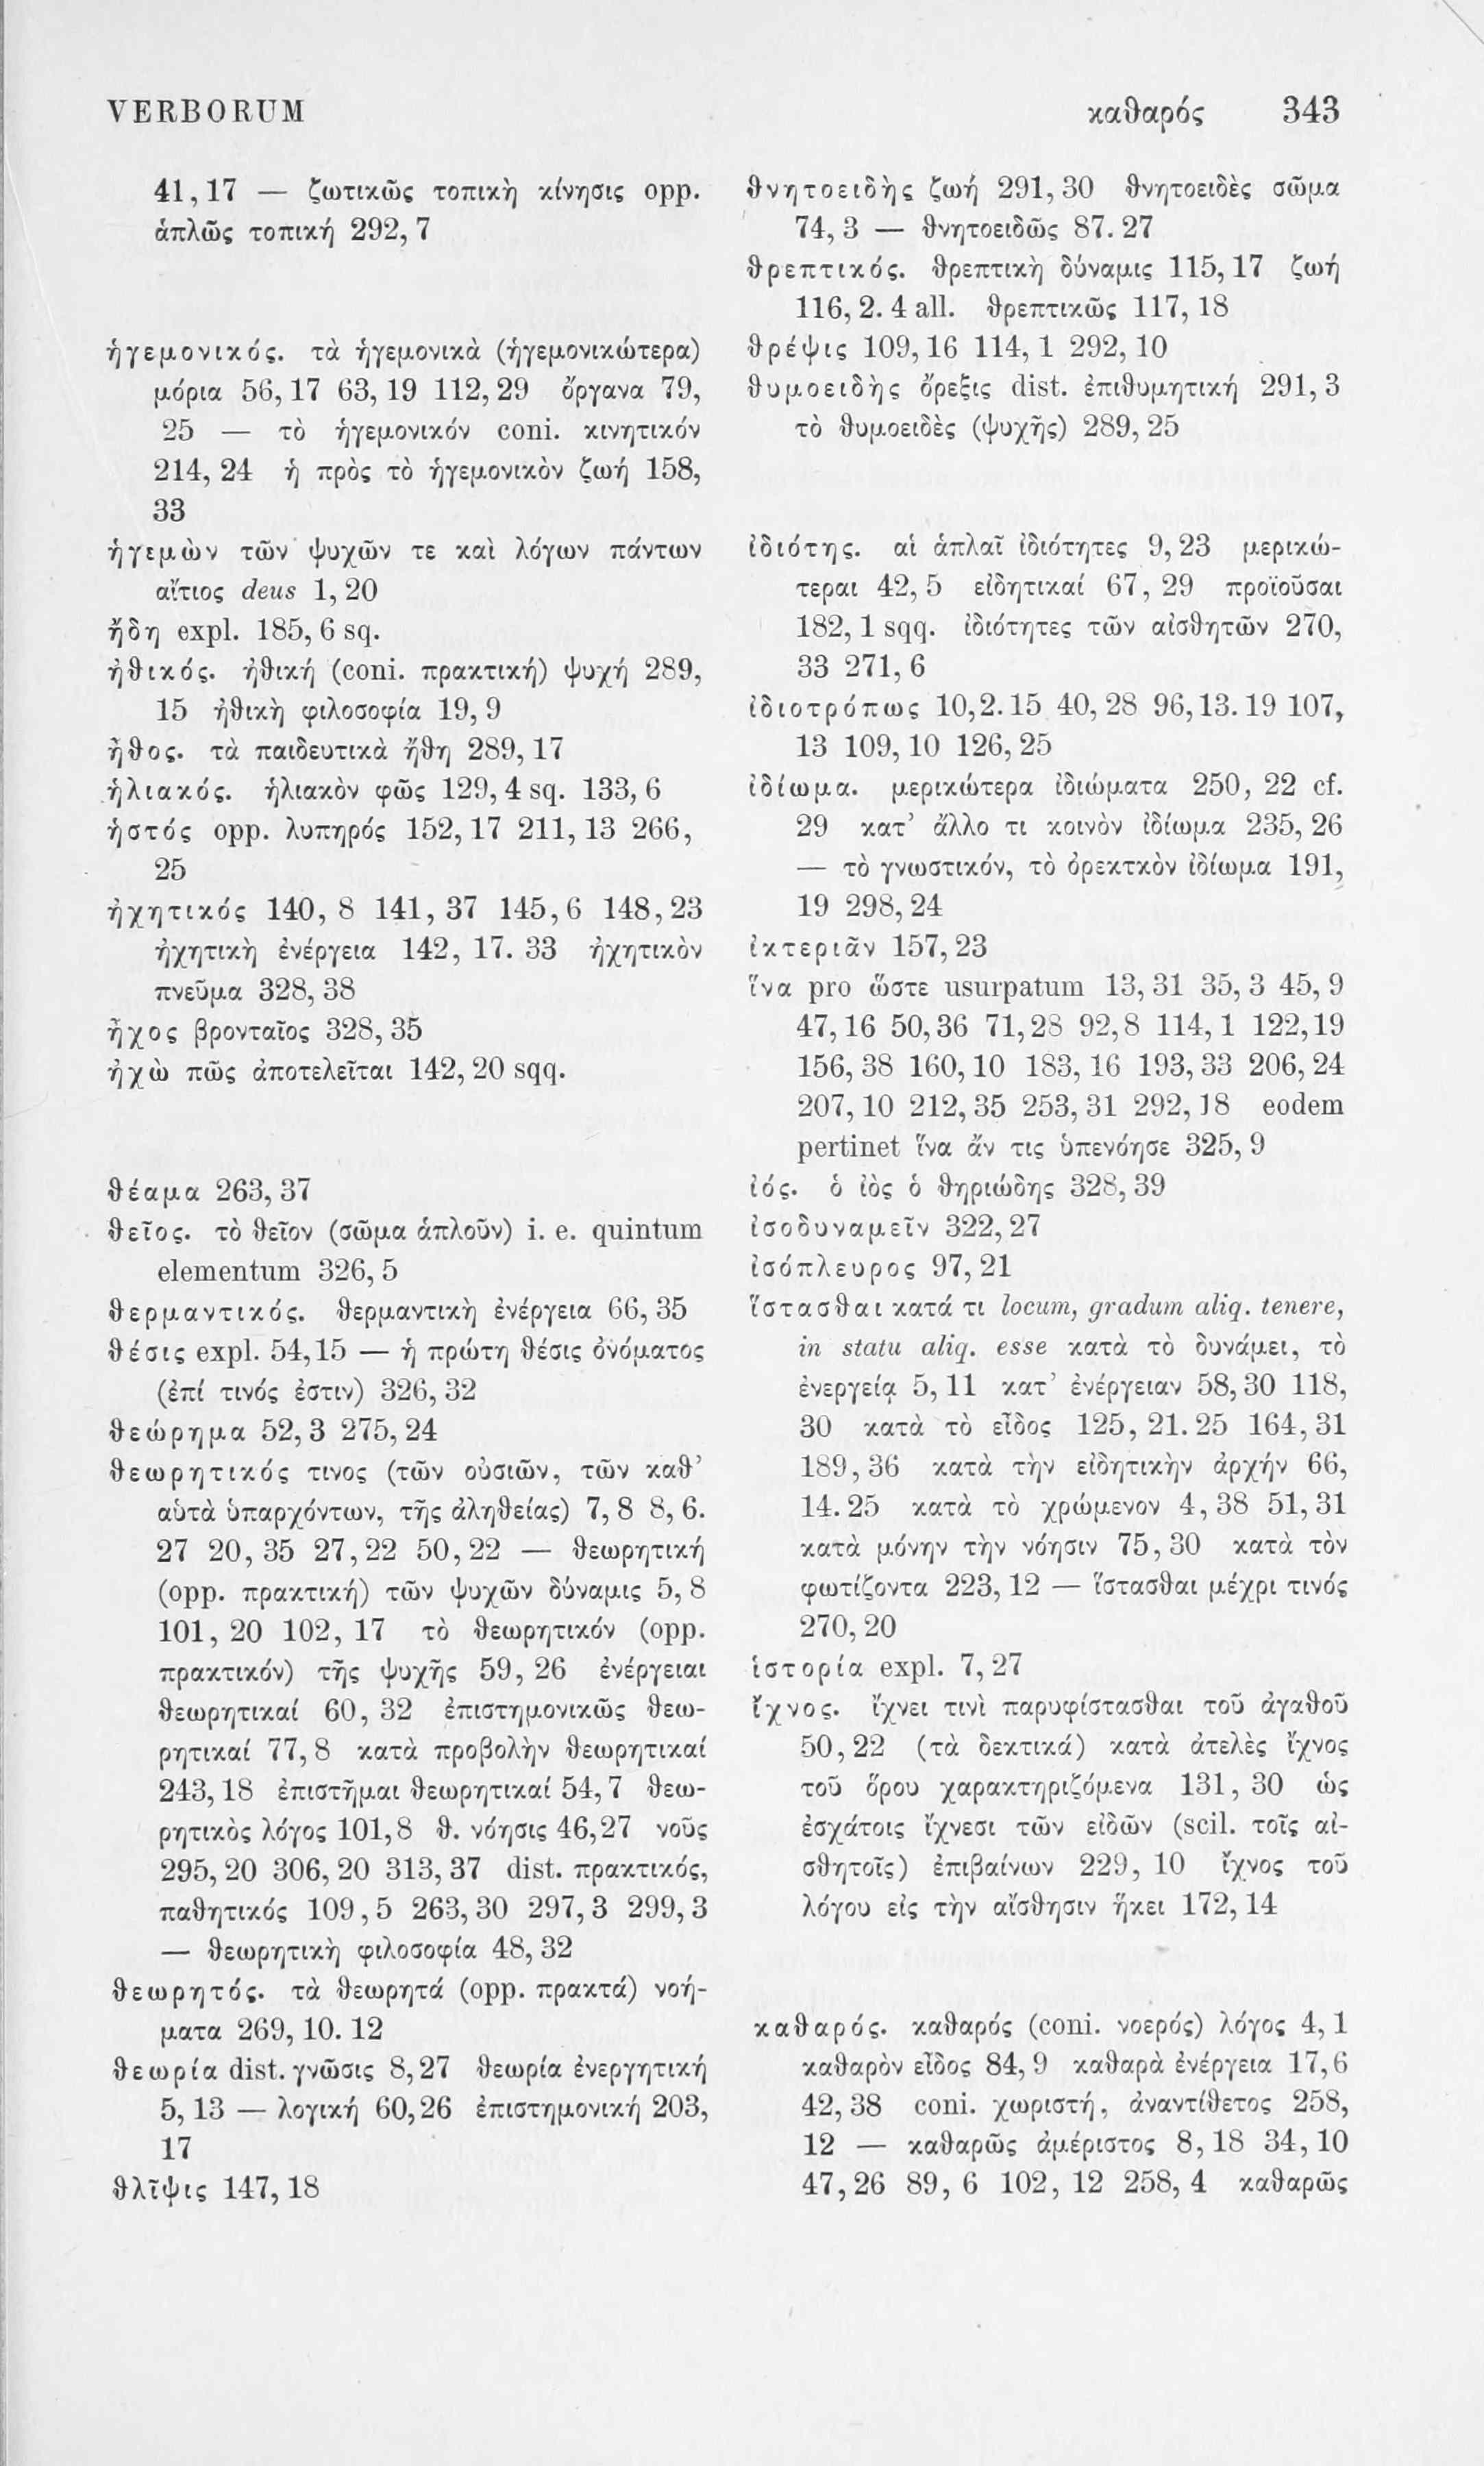 VERBORUM καθαρός 343
41,17 — ζωτικῶς τοπικὴ κίνησις opp.
ἁπλῶς τοπική 292,7
ἡγεμονικός. τὰ ἡγεμονικὰ (ἡγεμονικώτερα)
μόρια 56,17 63,19 112,29 ὄργανα 79,
25 — τὸ ἡγεμονικόν coni. κινητικόν
214,24 ἡ πρὸς τὸ ἡγεμονικὸν ζωή 158,
33
ἡγεμὼν τῶν ψυχῶν τε καὶ λόγων πάντων
αἴτιος deus 1,20
ἤδη expl. 185,6 sq.
ἠθικός. ἠθική (coni. πρακτική) ψυχή 289,
15 ἠθικὴ φιλοσοφία 19,9
ἦθος. τὰ παιδευτικὰ ἤθη 289,17
ἡλιακός. ἡλιακὸν φῶς 129,4 sq. 133,6
ἡστός opp. λυπηρός 152,17 211,13 266,
25
ἠχητικός 140,8 141,37 145,6 148,23
ἠχητικὴ ἐνέργεια 142,17.33 ἠχητικὸν
πνεῦμα 328,38
ἦχος βρονταῖος 328,35
ἠχὼ πῶς ἀποτελεῖται 142,20 sqq.
θέαμα 263,37
θεῖος. τὸ θεῖον (σῶμα ἁπλοῦν) i. e. quintum
elementum 326,5
θερμαντικός. θερμαντικὴ ἐνέργεια 66,35
θέσις expl. 54,15 — ἡ πρώτη θέσις ὀνόματος
(ἐπί τινός ἐστιν) 326,32
θεώρημα 52,3 275,24
θεωρητικός τινος (τῶν οὐσιῶν, τῶν καθ’
αὑτὰ ὑπαρχόντων, τῆς ἀληθείας) 7,8 8,6.
27 20,35 27,22 50,22 — θεωρητική
(opp. πρακτική) τῶν ψυχῶν δύναμις 5,8
101,20 102,17 τὸ θεωρητικόν (opp.
πρακτικόν) τῆς ψυχῆς 59,26 ἐνέργειαι
θεωρητικαί 60,32 ἐπιστημονικῶς θεω-
ρητικαί 77,8 κατὰ προβολὴν θεωρητικαί
243,18 ἐπιστῆμαι θεωρητικαί 54,7 θεω-
ρητικὸς λόγος 101,8 θ. νόησις 46,27 νοῦς
295,20 306,20 313,37 dist. πρακτικός,
παθητικός 109,5 263,30 297,3 299,3
— θεωρητικὴ φιλοσοφία 48,32
θεωρητός. τὰ θεωρητά (opp. πρακτά) νοή-
ματα 269,10.12
θεωρία dist. γνῶσις 8,27 θεωρία ἐνεργητική
5,13 — λογική 60,26 ἐπιστημονική 203,
17
θλῖψις 147,18
θνητοειδὴς ζωή 291,30 θνητοειδὲς σῶμα
74,3 — θνητοειδῶς 87.27
θρεπτικός. θρεπτικὴ δύναμις 115,17 ζωή
116,2.4 all. θρεπτικῶς 117,18
θρέψις 109,16 114,1 292,10
θυμοειδὴς ὄρεξις dist. ἐπιθυμητική 291,3
τὸ θυμοειδὲς (ψυχῆς) 289,25
ἰδιότης. αἱ ἁπλαῖ ἰδιότητες 9,23 μερικώ-
τεραι 42,5 εἰδητικαί 67,29 προϊοῦσαι
182,1 sqq. ἰδιότητες τῶν αἰσθητῶν 270,
33 271,6
ἰδιοτρόπως 10,2.15 40,28 96,13.19 107,
13 109,10 126,25
ἰδίωμα. μερικώτερα ἰδιώματα 250,22 cf.
29 κατ’ ἄλλο τι κοινὸν ἰδίωμα 235,26
— τὸ γνωστικόν, τὸ ὀρεκτκὸν ἰδίωμα 191,
19 298,24
ἰκτεριᾶν 157,23
ἵνα pro ὥστε usurpatum 13,31 35,3 45,9
47,16 50,36 71,28 92,8 114,1 122,19
156,38 160,10 183,16 193,33 206,24
207,10 212,35 253,31 292,18 eodem
pertinet ἵνα ἄν τις ὑπενόησε 325,9
ἰός. ὁ ἰὸς ὁ θηριώδης 328,39
ἰσοδυναμεῖν 322,27
ἰσόπλευρος 97,21
ἵστασθαι κατά τι locum, gradum aliq. tenere,
in statu aliq. esse κατὰ τὸ δυνάμει, τὸ
ἐνεργείᾳ 5,11 κατ’ ἐνέργειαν 58,30 118,
30 κατὰ τὸ εἶδος 125,21.25 164,31
189,36 κατὰ τὴν εἰδητικὴν ἀρχήν 66,
14.25 κατὰ τὸ χρώμενον 4,38 51,31
κατὰ μόνην τὴν νόησιν 75,30 κατὰ τὸν
φωτίζοντα 223,12 — ἵστασθαι μέχρι τινός
270,20
ἱστορία expl. 7,27
ἴχνος. ἴχνει τινὶ παρυφίστασθαι τοῦ ἀγαθοῦ
50,22 (τὰ δεκτικά) κατὰ ἀτελὲς ἴχνος
τοῦ ὅρου χαρακτηριζόμενα 131,30 ὡς
ἐσχάτοις ἴχνεσι τῶν εἰδῶν (scil. τοῖς αἰ-
σθητοῖς) ἐπιβαίνων 229,10 ἴχνος τοῦ
λόγου εἰς τὴν αἴσθησιν ἥκει 172,14
καθαρός. καθαρός (coni. νοερός) λόγος 4,1
καθαρὸν εἶδος 84,9 καθαρὰ ἐνέργεια 17,6
42,38 coni. χωριστή, ἀναντίθετος 258,
12 — καθαρῶς ἀμέριστος 8,18 34,10
47,26 89,6 102,12 258,4 καθαρῶς